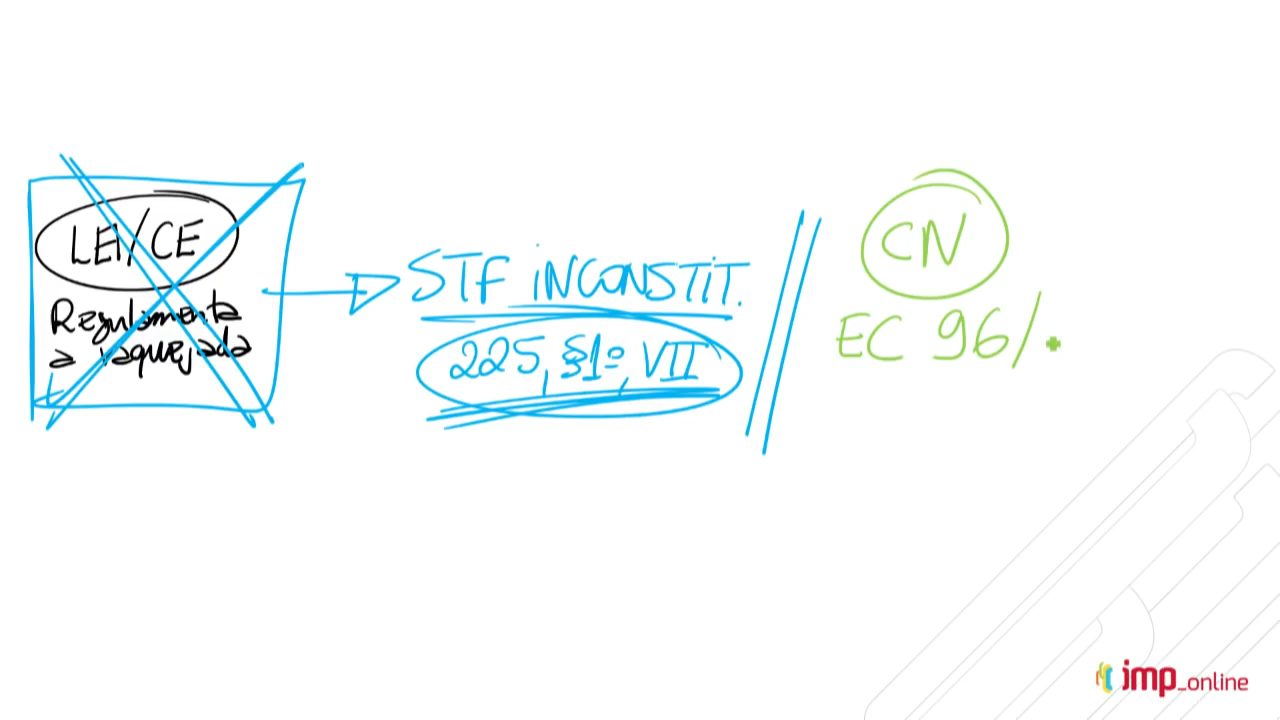 LEI/CE
Regulamenta
a vaquejada
STF INCONSTIT.
225, §1º, VII
CN
EC 96/
imp_online